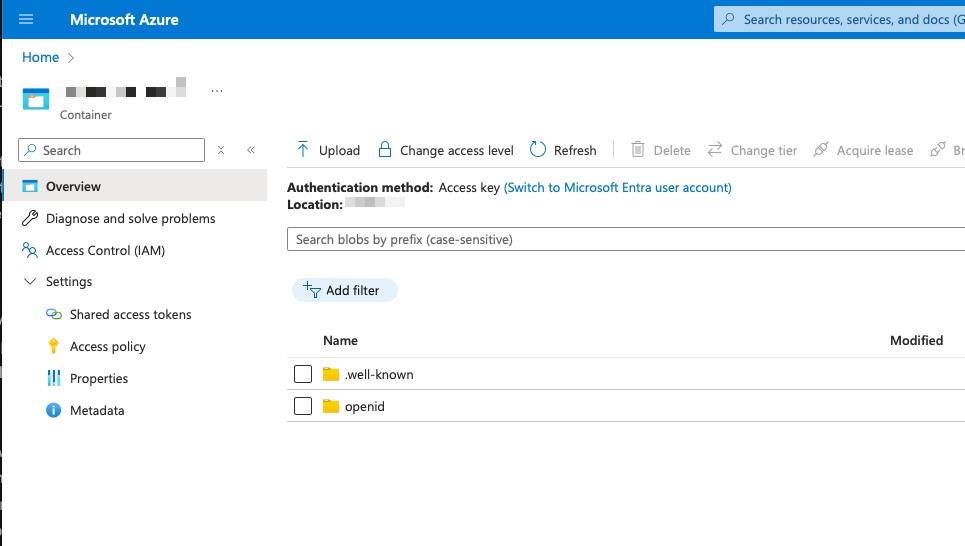 Microsoft Azure
Search resources, services, and docs (G
Home
...
Container
Search
Upload
Change access level
Refresh
Delete
Change tier
Acquire lease
Br
Overview
Diagnose and solve problems
Access Control (IAM)
Settings
Shared access tokens
Access policy
Properties
Metadata
Authentication method: Access key (Switch to Microsoft Entra user account)
Location:
Search blobs by prefix (case-sensitive)
Add filter
Name Modified
.well-known
openid